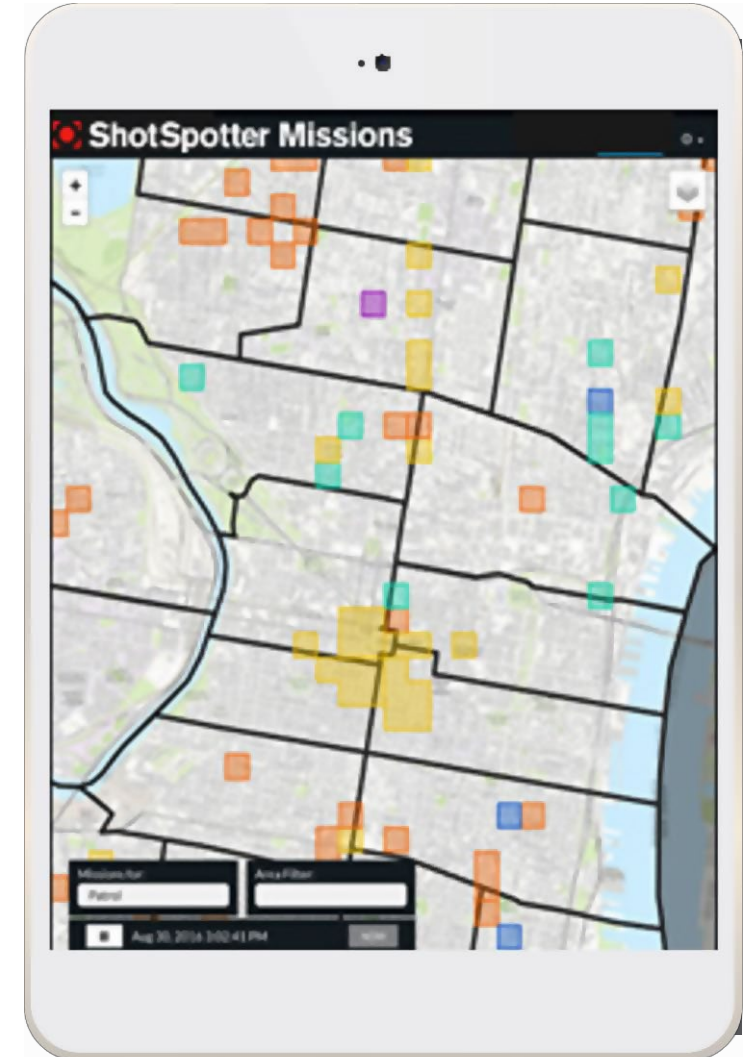 ShotSpotter Missions
+
-
Missions for:
Area Filter:
Patrol
Aug 30, 2016 3:02:41 PM
NOW